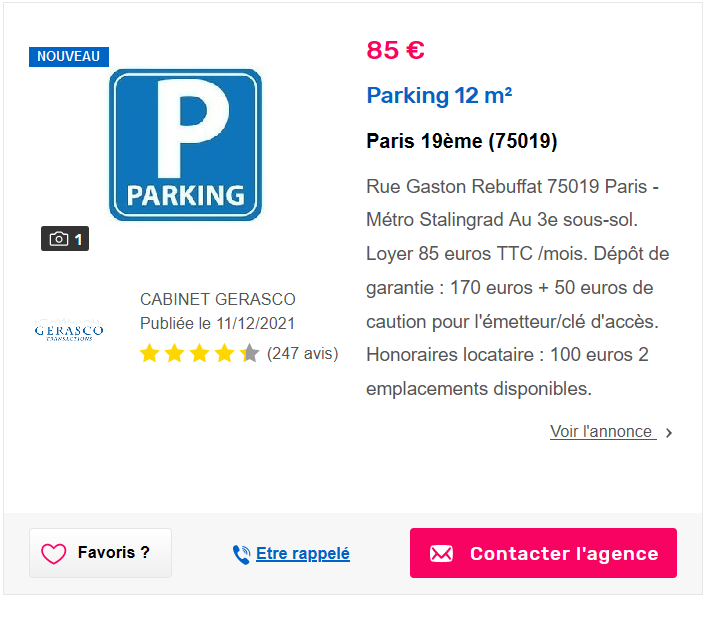 NOUVEAU
P
PARKING
1
GERASCO
TRANSACTIONS
CABINET GERASCO
Publiée le 11/12/2021
(247 avis)
85 €
Parking 12 m²
Paris 19ème (75019)
Rue Gaston Rebuffat 75019 Paris -
Métro Stalingrad Au 3e sous-sol.
Loyer 85 euros TTC /mois. Dépôt de
garantie : 170 euros + 50 euros de
caution pour l'émetteur/clé d'accès.
Honoraires locataire : 100 euros 2
emplacements disponibles.
Voir l'annonce
Favoris ?
Etre rappelé
Contacter l'agence